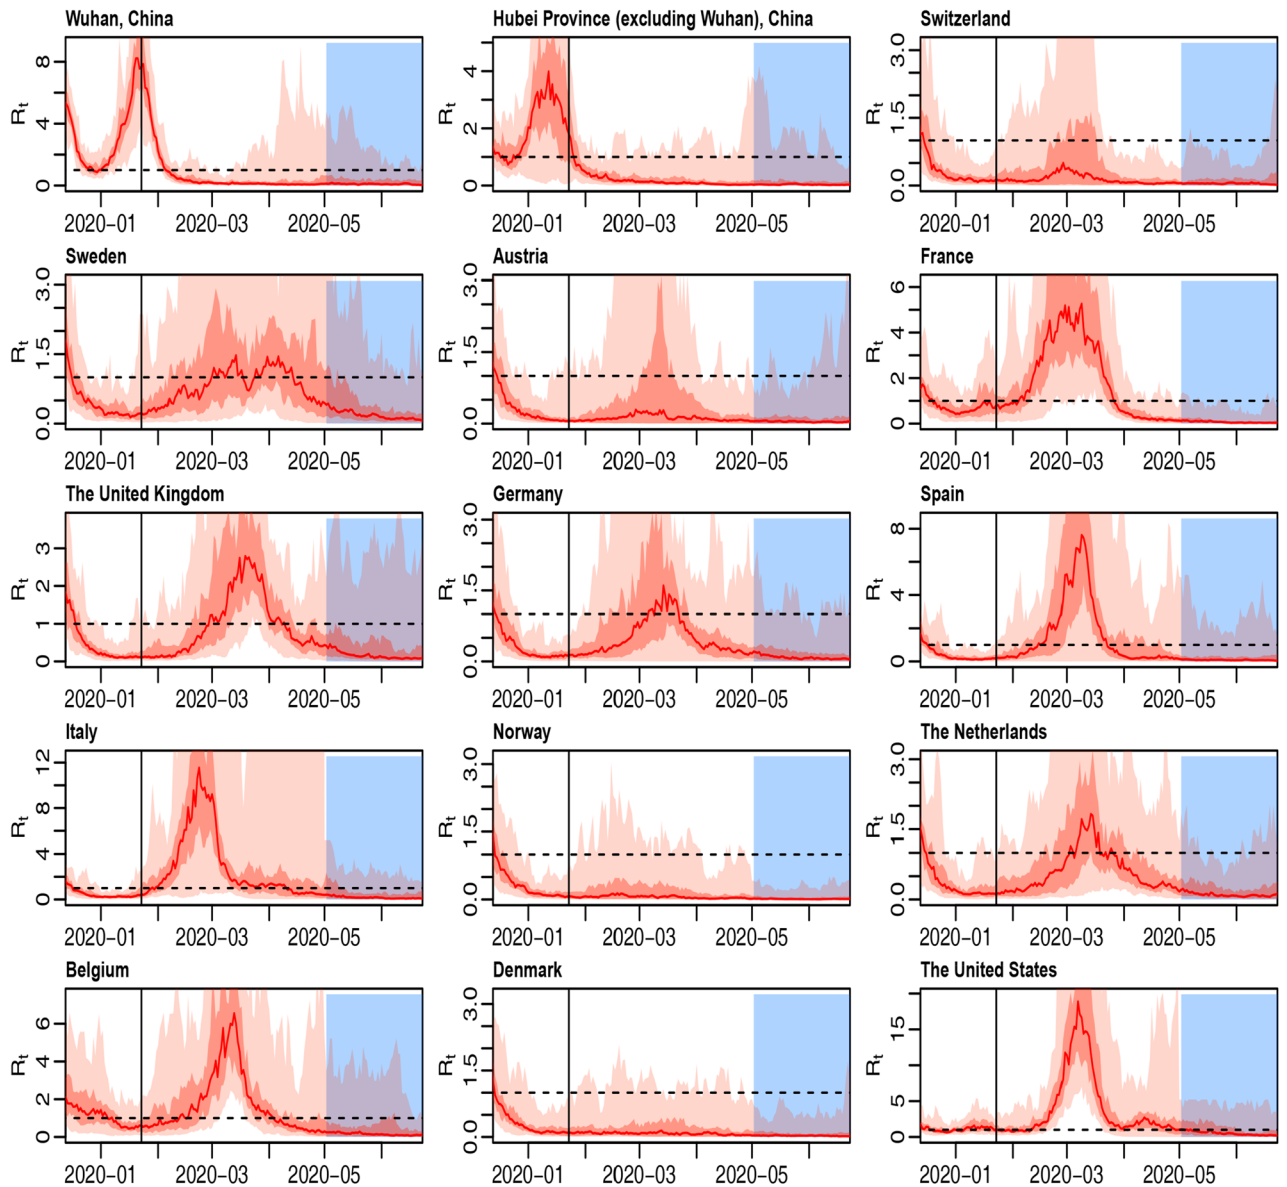 Wuhan, China
Hubei Province (excluding Wuhan), China
Switzerland
Rt
8
4
0
2020-01 2020-03 2020-05
Rt
4
2
0
2020-01 2020-03 2020-05
Rt
3.0
1.5
0.0
2020-01 2020-03 2020-05
Sweden
Austria
France
Rt
3.0
1.5
0.0
2020-01 2020-03 2020-05
Rt
3.0
1.5
0.0
2020-01 2020-03 2020-05
Rt
6
4
2
0
2020-01 2020-03 2020-05
The United Kingdom
Germany
Spain
Rt
3
2
1
0
2020-01 2020-03 2020-05
Rt
3.0
1.5
0.0
2020-01 2020-03 2020-05
Rt
8
4
0
2020-01 2020-03 2020-05
Italy
Norway
The Netherlands
Rt
12
8
4
0
2020-01 2020-03 2020-05
Rt
3.0
1.5
0.0
2020-01 2020-03 2020-05
Rt
3.0
1.5
0.0
2020-01 2020-03 2020-05
Belgium
Denmark
The United States
Rt
6
4
2
0
2020-01 2020-03 2020-05
Rt
3.0
1.5
0.0
2020-01 2020-03 2020-05
Rt
15
5
0
2020-01 2020-03 2020-05